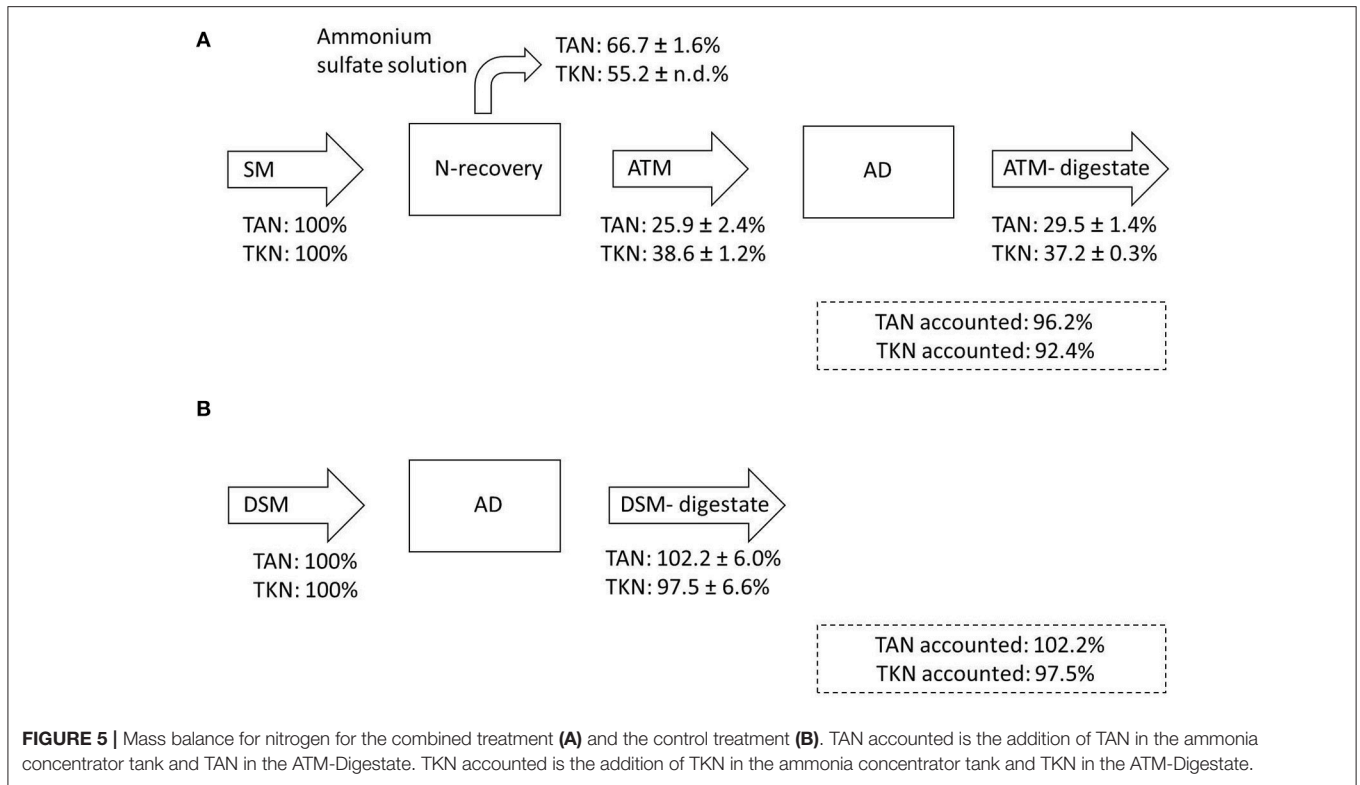 A
Ammonium
sulfate solution
TAN: 66.7 ± 1.6%
TKN: 55.2 ± n.d.%
SM
N-recovery
ATM
AD
ATM- digestate
TAN: 100%
TKN: 100%
TAN: 25.9 ± 2.4%
TKN: 38.6 ± 1.2%
TAN: 29.5 ± 1.4%
TKN: 37.2 ± 0.3%
TAN accounted: 96.2%
TKN accounted: 92.4%
B
DSM
AD
DSM- digestate
TAN: 100%
TKN: 100%
TAN: 102.2 ± 6.0%
TKN: 97.5 ± 6.6%
TAN accounted: 102.2%
TKN accounted: 97.5%
FIGURE 5 | Mass balance for nitrogen for the combined treatment (A) and the control treatment (B). TAN accounted is the addition of TAN in the ammonia
concentrator tank and TAN in the ATM-Digestate. TKN accounted is the addition of TKN in the ammonia concentrator tank and TKN in the ATM-Digestate.